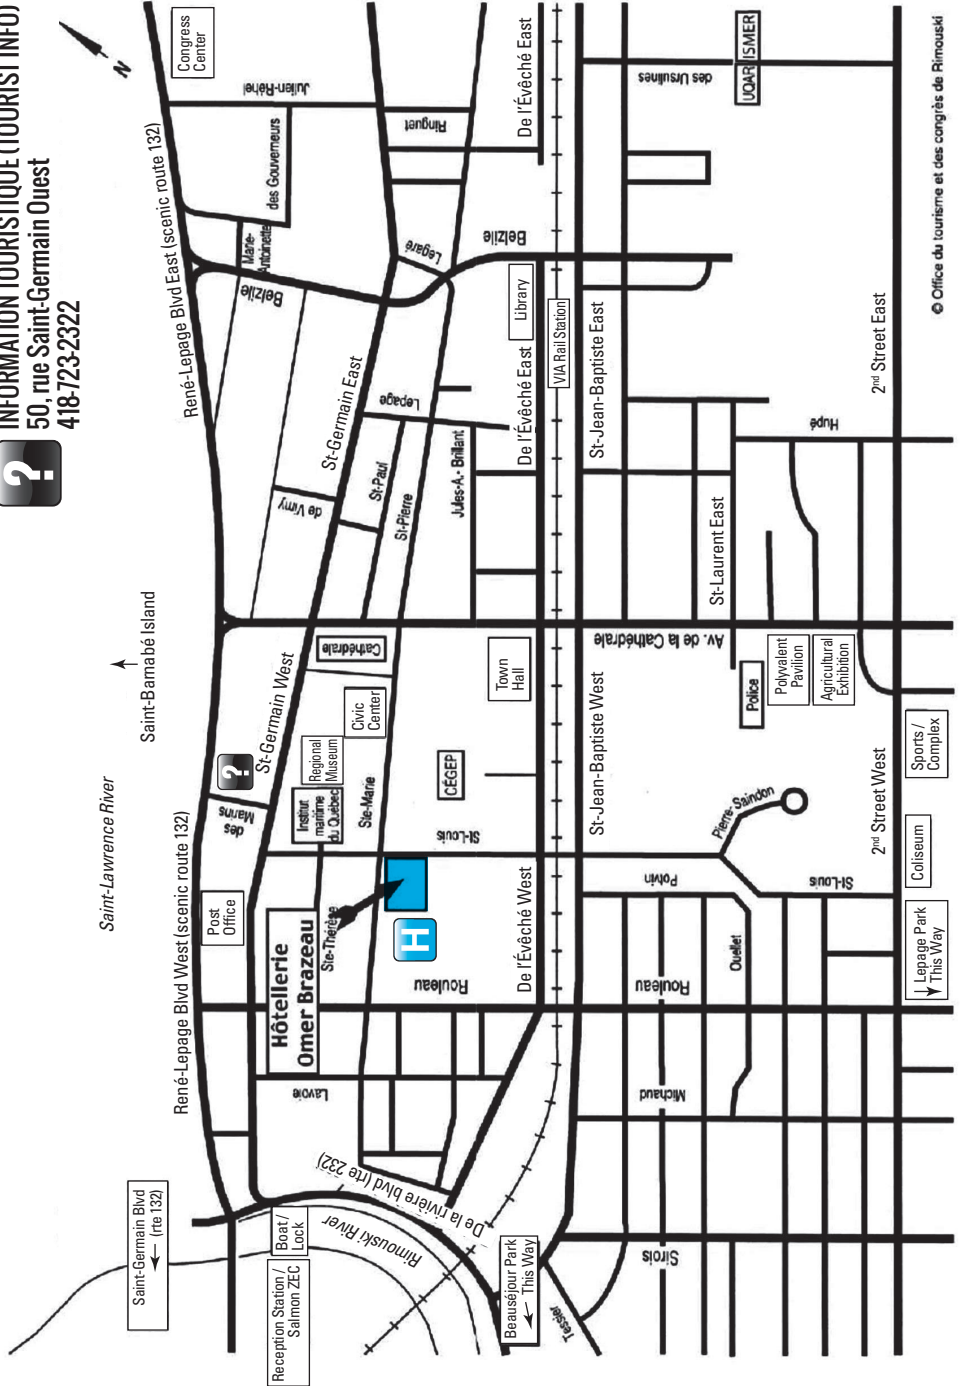 INFORMATION TOURISTIQUE (TOURIST INFO)
50, rue Saint-Germain Ouest
418-723-2322
?
N
Saint-Lawrence River
Saint-Barnabé Island
Saint-Germain Blvd
(rte 132)
René-Lepage Blvd West (scenic route 132)
René-Lepage Blvd East (scenic route 132)
Congress
Center
Julien-Réhel
des Gouverneurs
Marie-
Antoinette
Belzile
Ringuet
Légaré
Belzile
De l'Évêché East
des Ursulines
UQAR
ISMER
Post
Office
des
Marins
?
St-Germain West
St-Germain East
de Vimy
Lepage
St-Paul
St-Pierre
Jules-A.- Brillant
Library
De l'Évêché East
VIA Rail Station
St-Jean-Baptiste East
Cathédrale
Civic
Center
Regional
Museum
Institut
maritime
du Québec
Ste-Marie
CÉGEP
Town
Hall
St-Louis
Hôtellerie
Omer Brazeau
Ste-Thérèse
H
Rouleau
De l'Évêché West
Lavoie
De la rivière blvd (rte 232)
Rimouski River
Boat /
Lock
Reception Station /
Salmon ZEC
Beauséjour Park
This Way
Tessier
Sirois
Michaud
Rouleau
Ouellet
Potvin
St-Louis
Pierre-Saindon
St-Jean-Baptiste West
Av. de la Cathédrale
St-Laurent East
Hupé
Police
Polyvalent
Pavilion
Agricultural
Exhibition
2nd Street West
2nd Street East
Sports /
Complex
Coliseum
Lepage Park
This Way
© Office du tourisme et des congrès de Rimouski